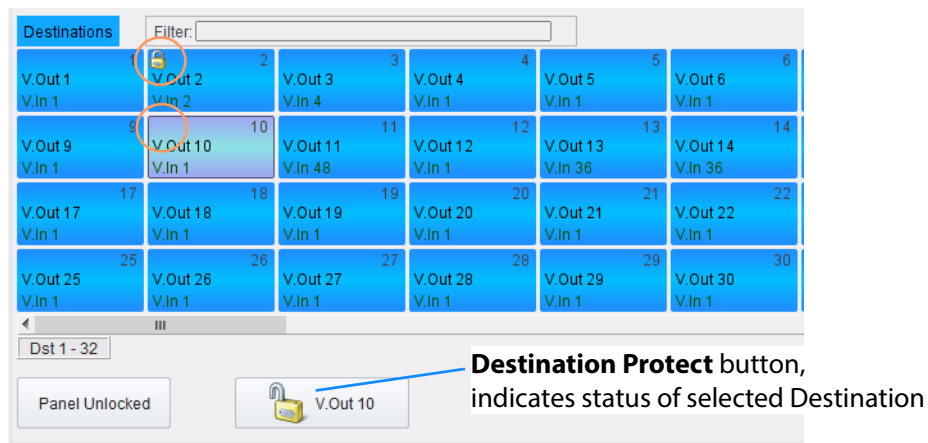 Destinations Filter:
1 2 3 4 5 6
V.Out 1 V.Out 2 V.Out 3 V.Out 4 V.Out 5 V.Out 6
V.In 1 V.In 2 V.In 4 V.In 1 V.In 1 V.In 1
9 10 11 12 13 14
V.Out 9 V.Out 10 V.Out 11 V.Out 12 V.Out 13 V.Out 14
V.In 1 V.In 1 V.In 48 V.In 1 V.In 36 V.In 36
17 18 19 20 21 22
V.Out 17 V.Out 18 V.Out 19 V.Out 20 V.Out 21 V.Out 22
V.In 1 V.In 1 V.In 1 V.In 1 V.In 1 V.In 1
25 26 27 28 29 30
V.Out 25 V.Out 26 V.Out 27 V.Out 28 V.Out 29 V.Out 30
V.In 1 V.In 1 V.In 1 V.In 1 V.In 1 V.In 1
Dst 1 - 32
Destination Protect button,
indicates status of selected Destination
Panel Unlocked V.Out 10